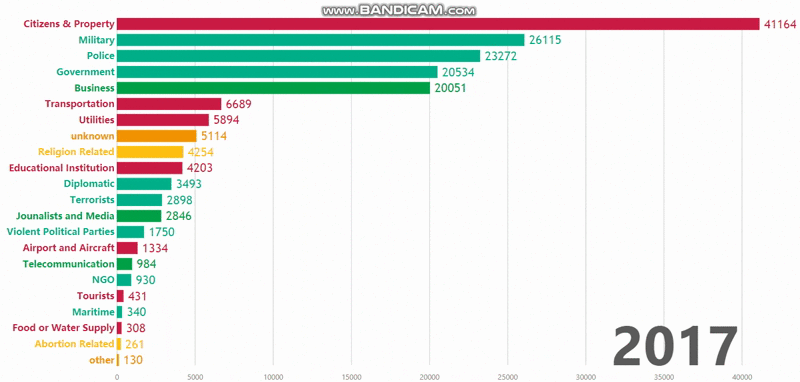 www.BANDICAM.com
Citizens & Property 41164
Military 26115
Police 23272
Government 20534
Business 20051
Transportation 6689
Utilities 5894
unknown 5114
Religion Related 4254
Educational Institution 4203
Diplomatic 3493
Terrorists 2898
Jounalists and Media 2846
Violent Political Parties 1750
Airport and Aircraft 1334
Telecommunication 984
NGO 930
Tourists 431
Maritime 340
Food or Water Supply 308
Abortion Related 261
other 130
2017
0 5000 10000 15000 20000 25000 30000 35000 40000